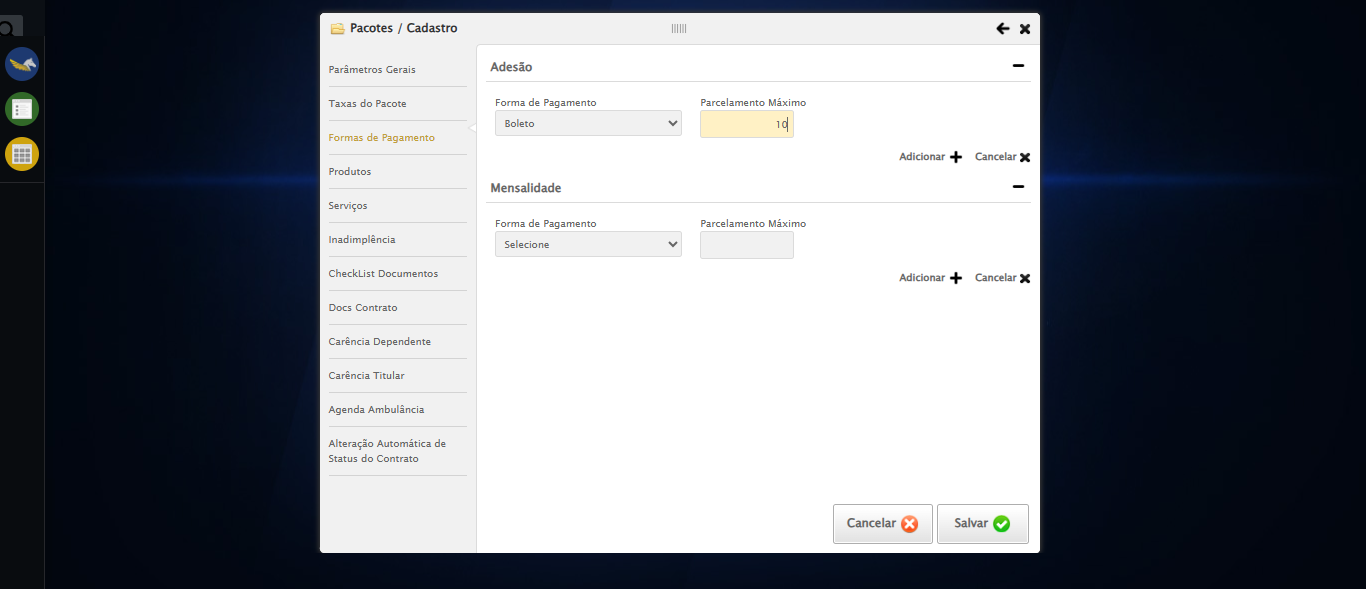 Pacotes / Cadastro
Parâmetros Gerais
Taxas do Pacote
Formas de Pagamento
Produtos
Serviços
Inadimplência
CheckList Documentos
Docs Contrato
Carência Dependente
Carência Titular
Agenda Ambulância
Alteração Automática de
Status do Contrato
Adesão
Forma de Pagamento Parcelamento Máximo
Boleto 10
Adicionar Cancelar
Mensalidade
Forma de Pagamento Parcelamento Máximo
Selecione
Adicionar Cancelar
Cancelar Salvar